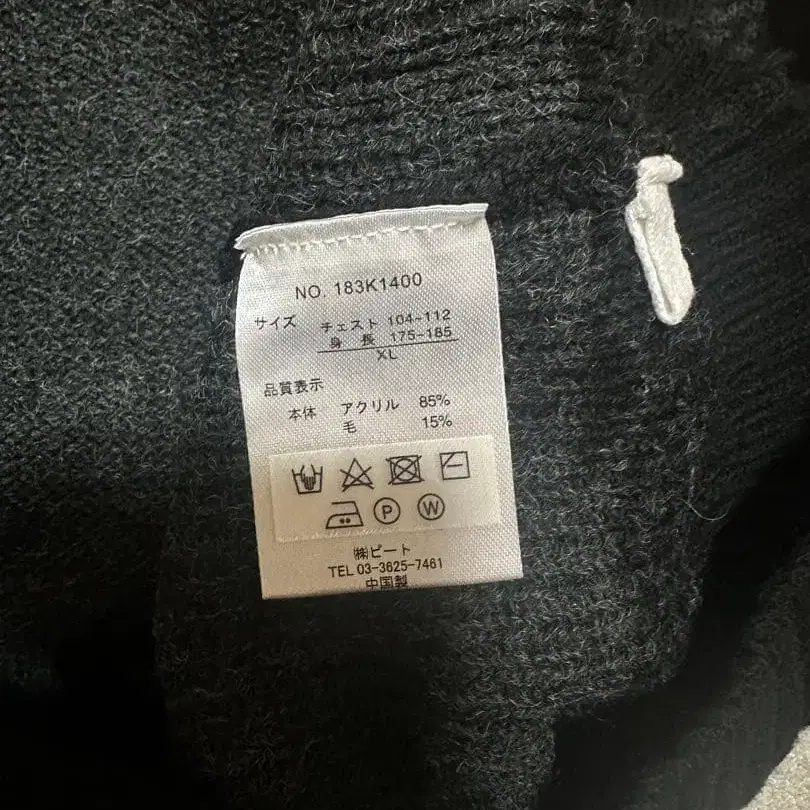 NO. 183K1400
サイズ チェスト 104-112
身長 175-185
XL
品質表示
本体 アクリル 85%
毛 15%
P W
㈱ビート
TEL 03-3625-7461
中国製